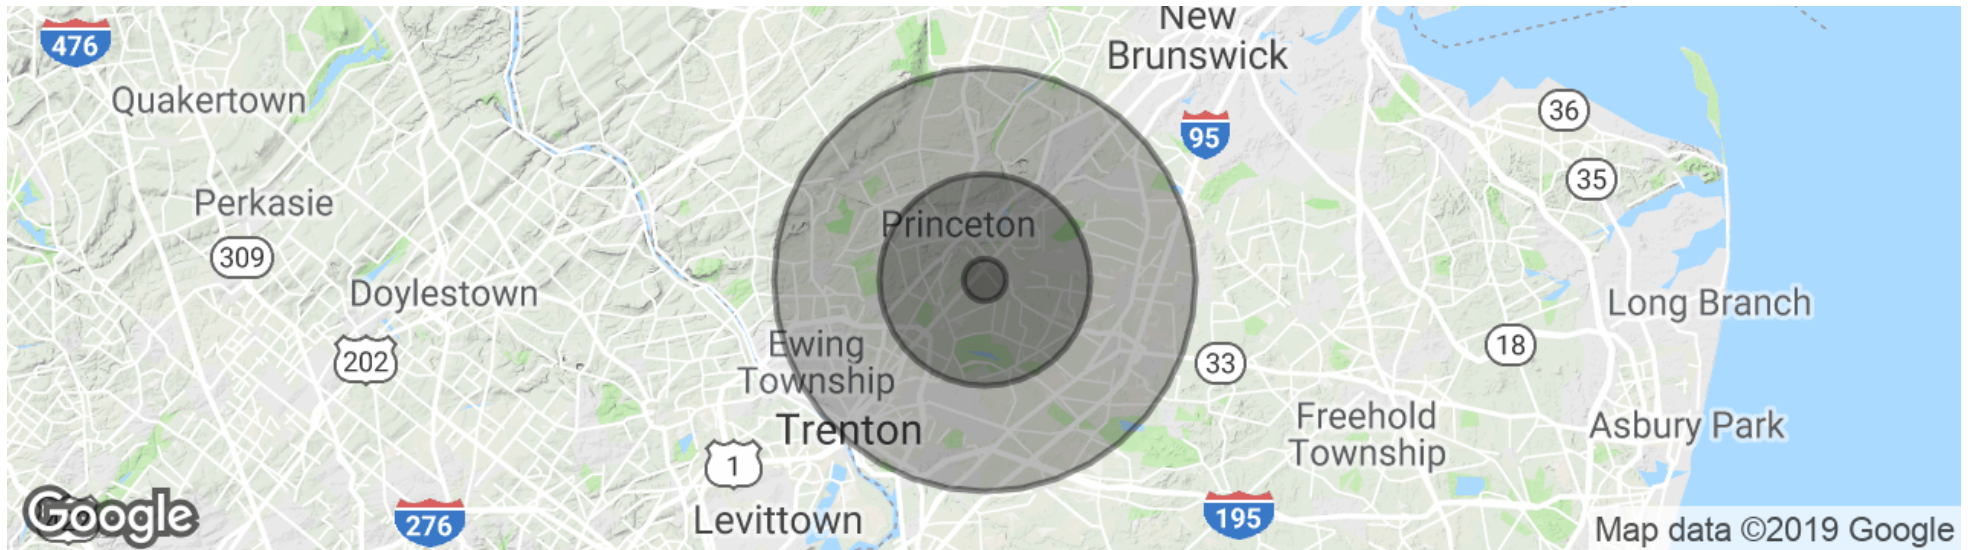 New
Brunswick
476
Quakertown
36
95
35
Perkasie
Princeton
309
Doylestown
Long Branch
Ewing
Township
202
18
33
Trenton
Freehold
Township
Asbury Park
1
Google
276
Levittown
195
Map data ©2019 Google